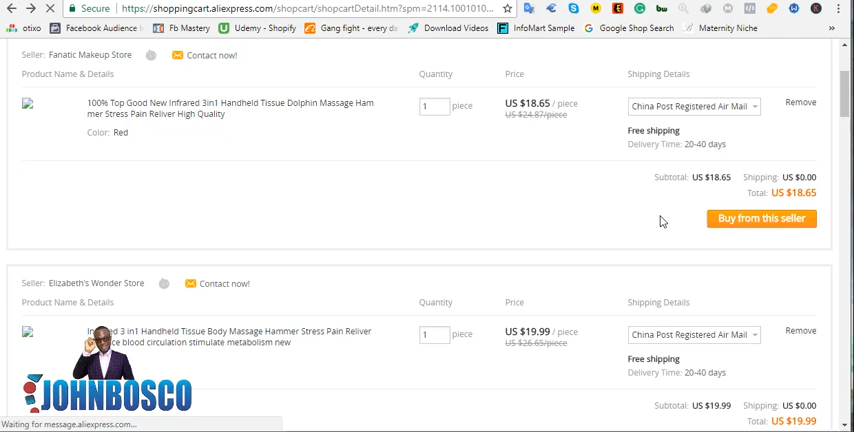 Secure https://shoppingcart.aliexpress.com/shopcart/shopcartDetail.htm?spm=2114.1001010
otixo Facebook Audience Fb Mastery Udemy - Shopify Gang fight - every da Download Videos InfoMart Sample Google Shop Search Maternity Niche »
Seller: Fanatic Makeup Store Contact now!
Product Name & Details Quantity Price Shipping Details
100% Top Good New Infrared 3in1 Handheld Tissue Dolphin Massage Ham 1 piece US $18.65 / piece China Post Registered Air Mail Remove
mer Stress Pain Reliver High Quality US $24.87/piece
Color: Red Free shipping
Delivery Time: 20-40 days
Subtotal: US $18.65 Shipping: US $0.00
Total: US $18.65
Buy from this seller
Seller: Elizabeth's Wonder Store Contact now!
Product Name & Details Quantity Price Shipping Details
3 in1 Handheld Tissue Body Massage Hammer Stress Pain Reliver 1 piece US $19.99 / piece China Post Registered Air Mail Remove
blood circulation stimulate metabolism new US $26.65/piece
Free shipping
Delivery Time: 20-40 days
JOHNBOSCO
Subtotal: US $19.99 Shipping: US $0.00
Total: US $19.99
Waiting for message.aliexpress.com...